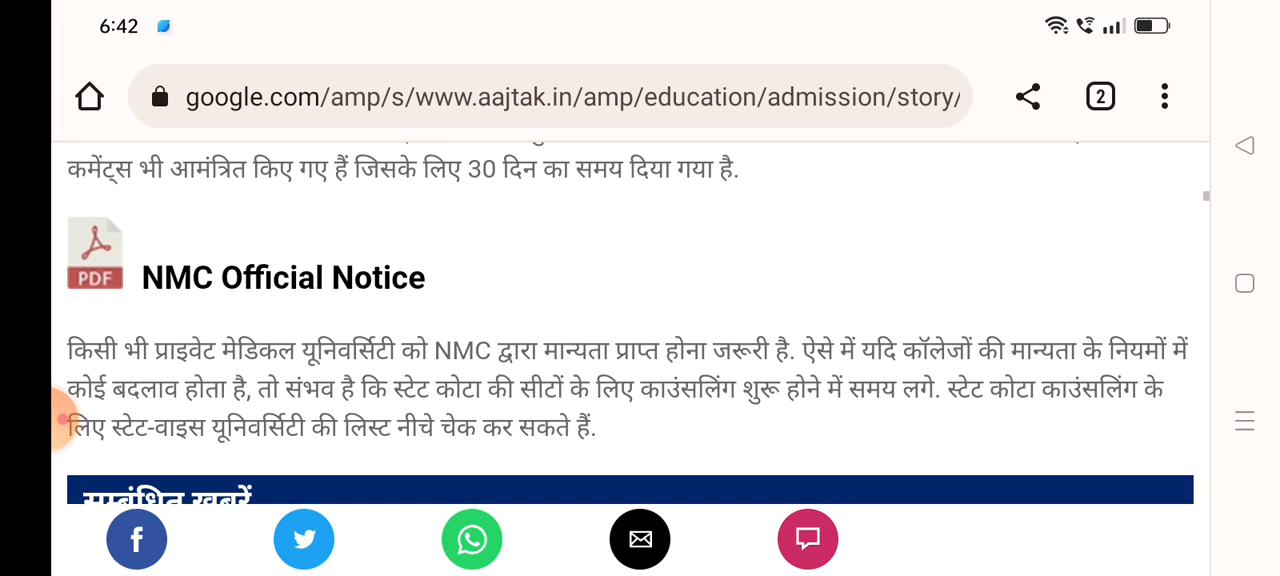 6:42
google.com/amp/s/www.aajtak.in/amp/education/admission/story/
2
कमेंट्स भी आमंत्रित किए गए हैं जिसके लिए 30 दिन का समय दिया गया है.
PDF
NMC Official Notice
किसी भी प्राइवेट मेडिकल यूनिवर्सिटी को NMC द्वारा मान्यता प्राप्त होना जरूरी है. ऐसे में यदि कॉलेजों की मान्यता के नियमों में
कोई बदलाव होता है, तो संभव है कि स्टेट कोटा की सीटों के लिए काउंसलिंग शुरू होने में समय लगे. स्टेट कोटा काउंसलिंग के
लिए स्टेट-वाइस यूनिवर्सिटी की लिस्ट नीचे चेक कर सकते हैं.
सम्बंधित ख़बरें